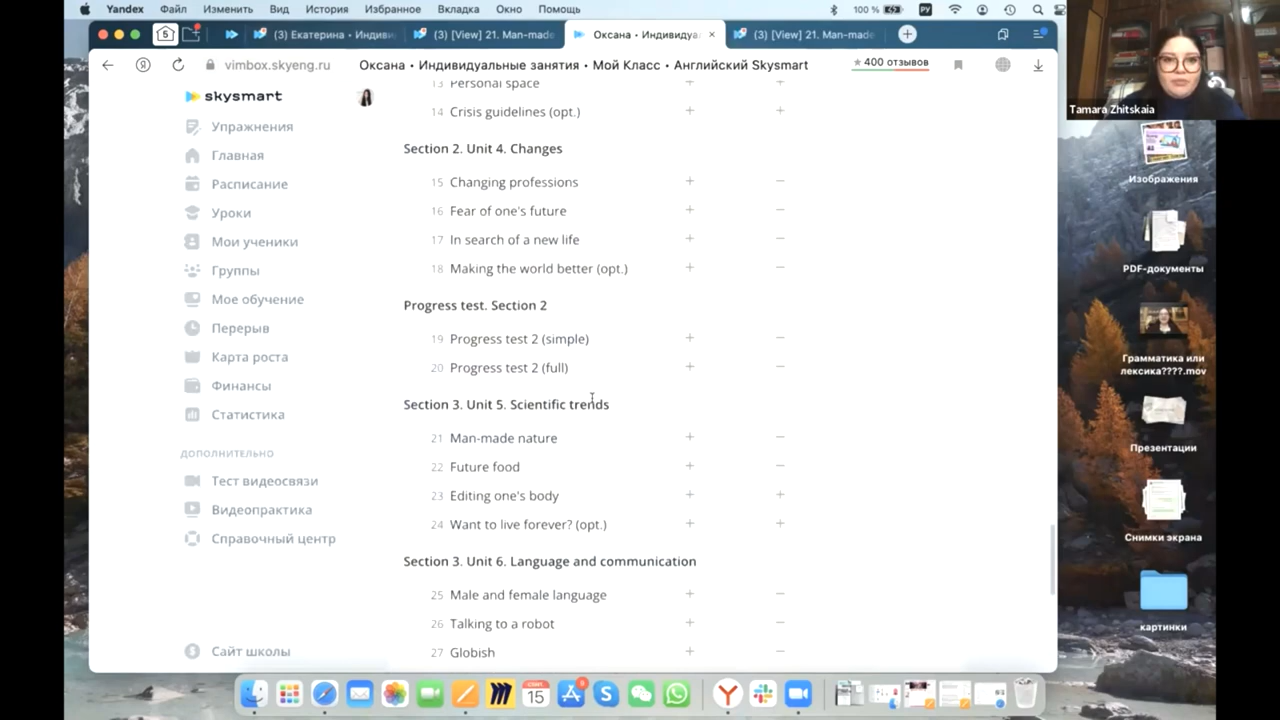 Yandex Файл Изменить Вид История Избранное Вкладка Окно Помощь 100 % РУ
5 (3) Екатерина • Индиви (3) [View] 21. Man-made Оксана • Индивидуа × (3) [View] 21. Man-made
vimbox.skyeng.ru Оксана • Индивидуальные занятия • Мой Класс • Английский Skysmart ★ 400 отзывов
Tamara Zhitskaia
skysmart
Упражнения
Главная
Расписание
Уроки
Мои ученики
Группы
Мое обучение
Перерыв
Карта роста
Финансы
Статистика
ДОПОЛНИТЕЛЬНО
Тест видеосвязи
Видеопрактика
Справочный центр
Сайт школы
13 Personal space + +
14 Crisis guidelines (opt.) + +
Section 2. Unit 4. Changes
15 Changing professions + −
16 Fear of one's future + −
17 In search of a new life + −
18 Making the world better (opt.) + −
Progress test. Section 2
19 Progress test 2 (simple) + −
20 Progress test 2 (full) + −
Section 3. Unit 5. Scientific trends
21 Man-made nature + −
22 Future food + −
23 Editing one's body + +
24 Want to live forever? (opt.) + +
Section 3. Unit 6. Language and communication
25 Male and female language + −
26 Talking to a robot + −
27 Globish + −
Изображения
PDF-документы
Грамматика или
лексика????.mov
Презентации
Снимки экрана
картинки
15